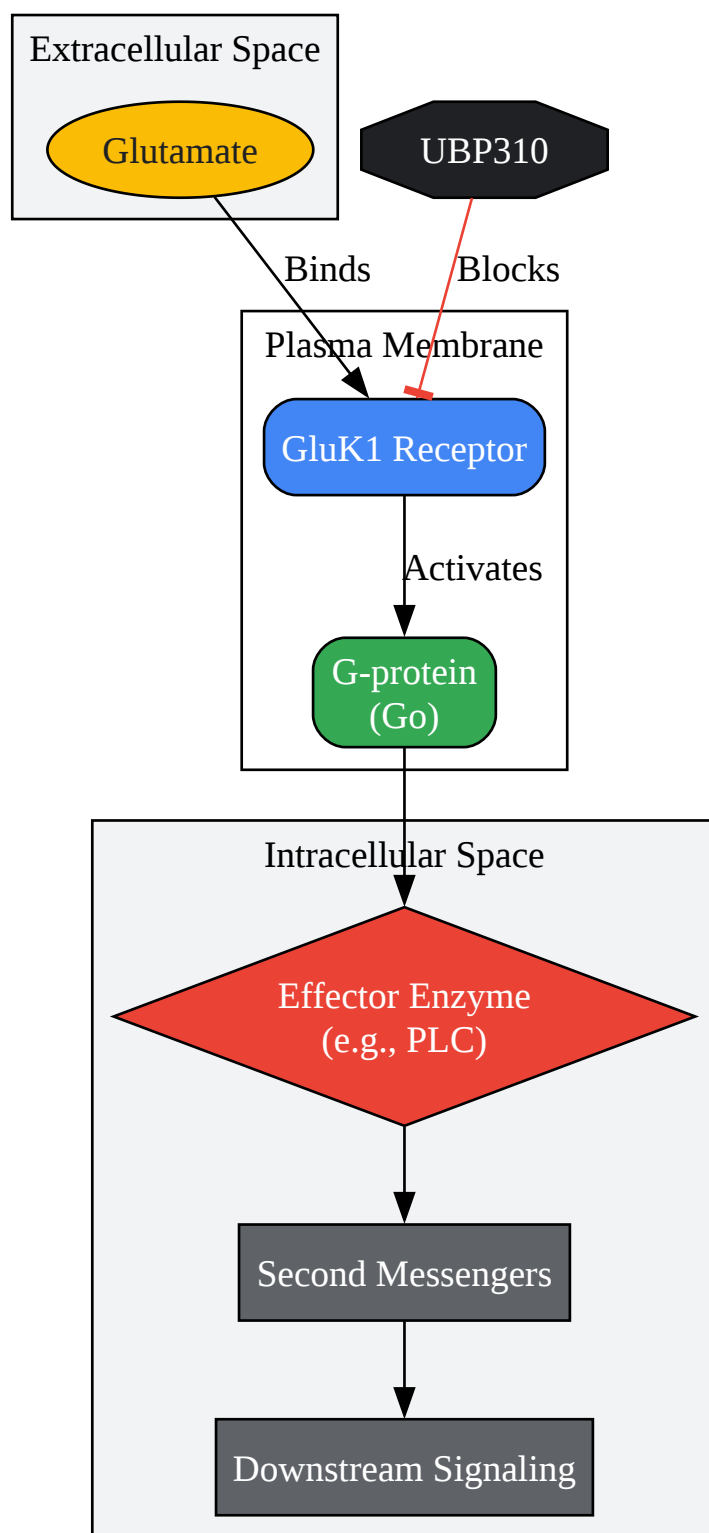 Extracellular Space
Glutamate
UBP310
Binds
Blocks
Plasma Membrane
GluK1 Receptor
Activates
G-protein
(Go)
Intracellular Space
Effector Enzyme
(e.g., PLC)
Second Messengers
Downstream Signaling